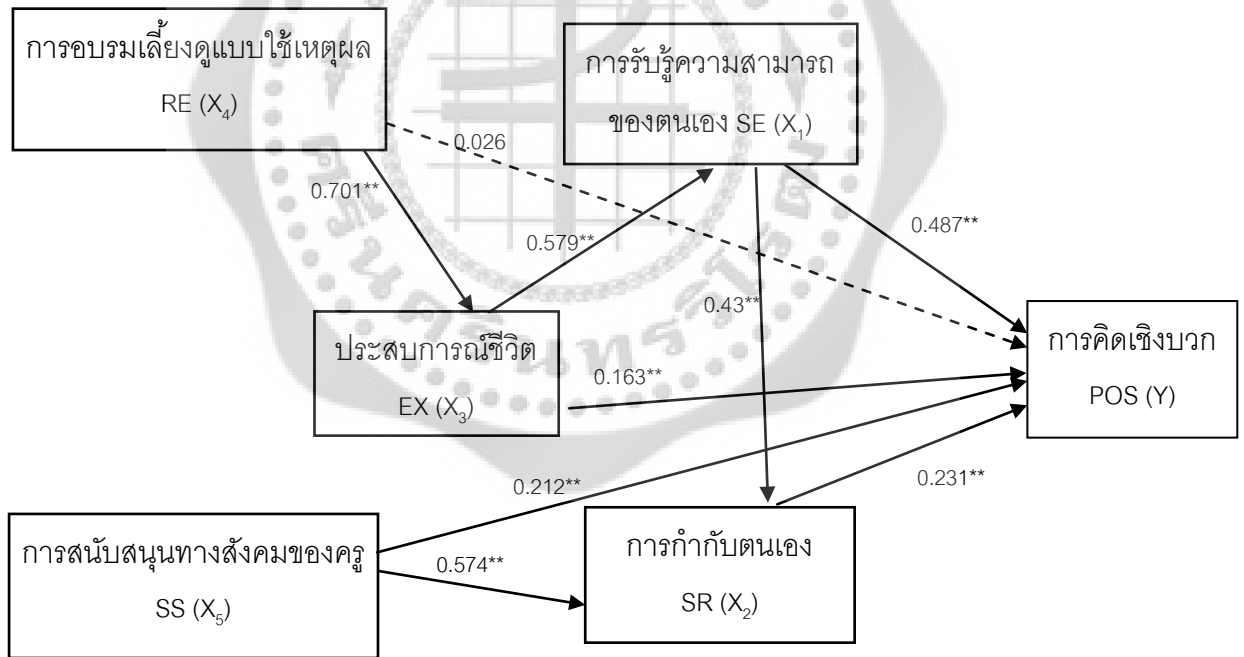 การอบรมเลี้ยงดูแบบใช้เหตุผล
RE (X₄)
การรับรู้ความสามารถ
ของตนเอง SE (X₁)
0.026
0.701**
0.579**
0.487**
0.43**
ประสบการณ์ชีวิต
EX (X₃)
0.163**
การคิดเชิงบวก
POS (Y)
0.212**
0.231**
การสนับสนุนทางสังคมของครู
SS (X₅)
0.574**
การกำกับตนเอง
SR (X₂)